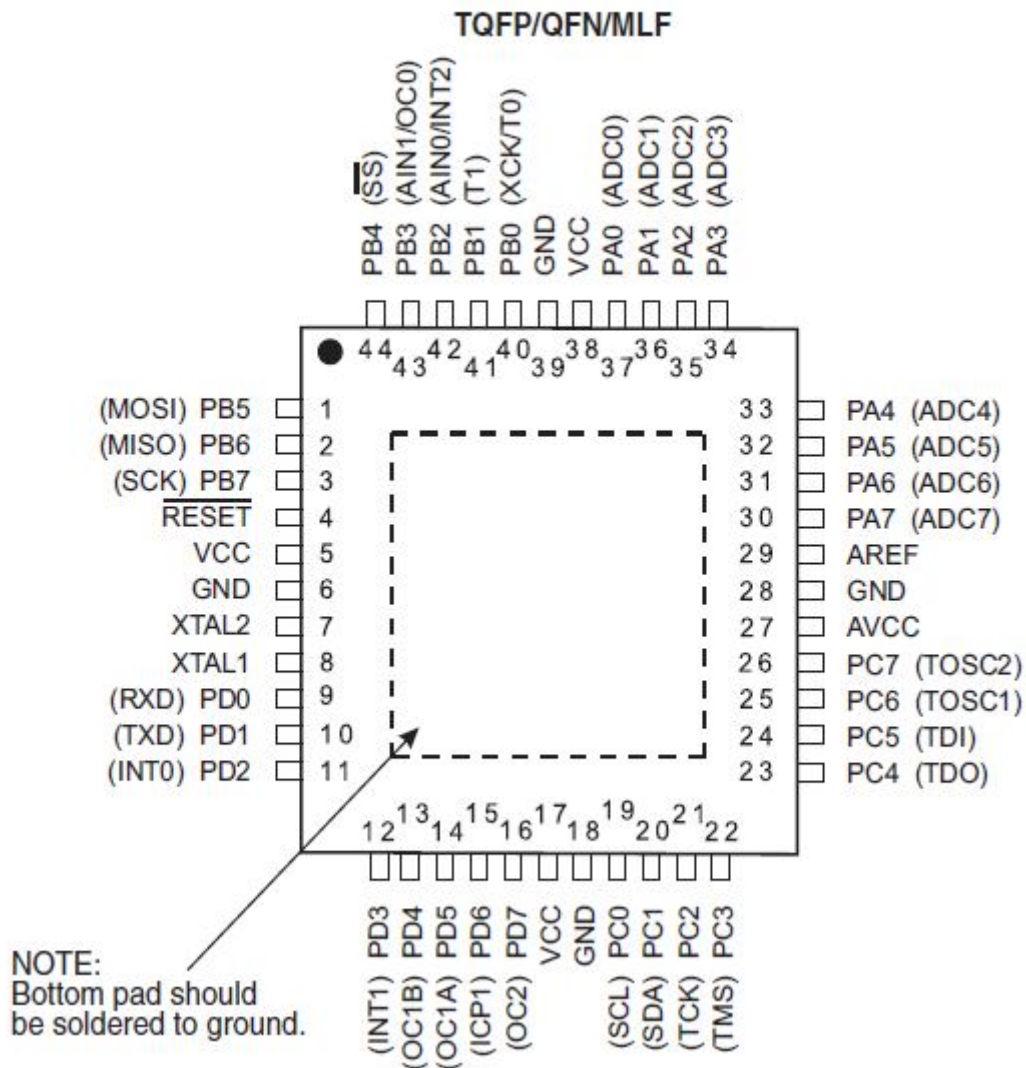 TQFP/QFN/MLF
PB4 (SS)
PB3 (AIN1/OC0)
PB2 (AIN0/INT2)
PB1 (T1)
PB0 (XCK/T0)
GND
VCC
PA0 (ADC0)
PA1 (ADC1)
PA2 (ADC2)
PA3 (ADC3)
44 43 42 41 40 39 38 37 36 35 34
(MOSI) PB5 1
(MISO) PB6 2
(SCK) PB7 3
RESET 4
VCC 5
GND 6
XTAL2 7
XTAL1 8
(RXD) PD0 9
(TXD) PD1 10
(INT0) PD2 11
33 PA4 (ADC4)
32 PA5 (ADC5)
31 PA6 (ADC6)
30 PA7 (ADC7)
29 AREF
28 GND
27 AVCC
26 PC7 (TOSC2)
25 PC6 (TOSC1)
24 PC5 (TDI)
23 PC4 (TDO)
12 13 14 15 16 17 18 19 20 21 22
(INT1) PD3
(OC1B) PD4
(OC1A) PD5
(ICP1) PD6
(OC2) PD7
VCC
GND
(SCL) PC0
(SDA) PC1
(TCK) PC2
(TMS) PC3
NOTE:
Bottom pad should
be soldered to ground.